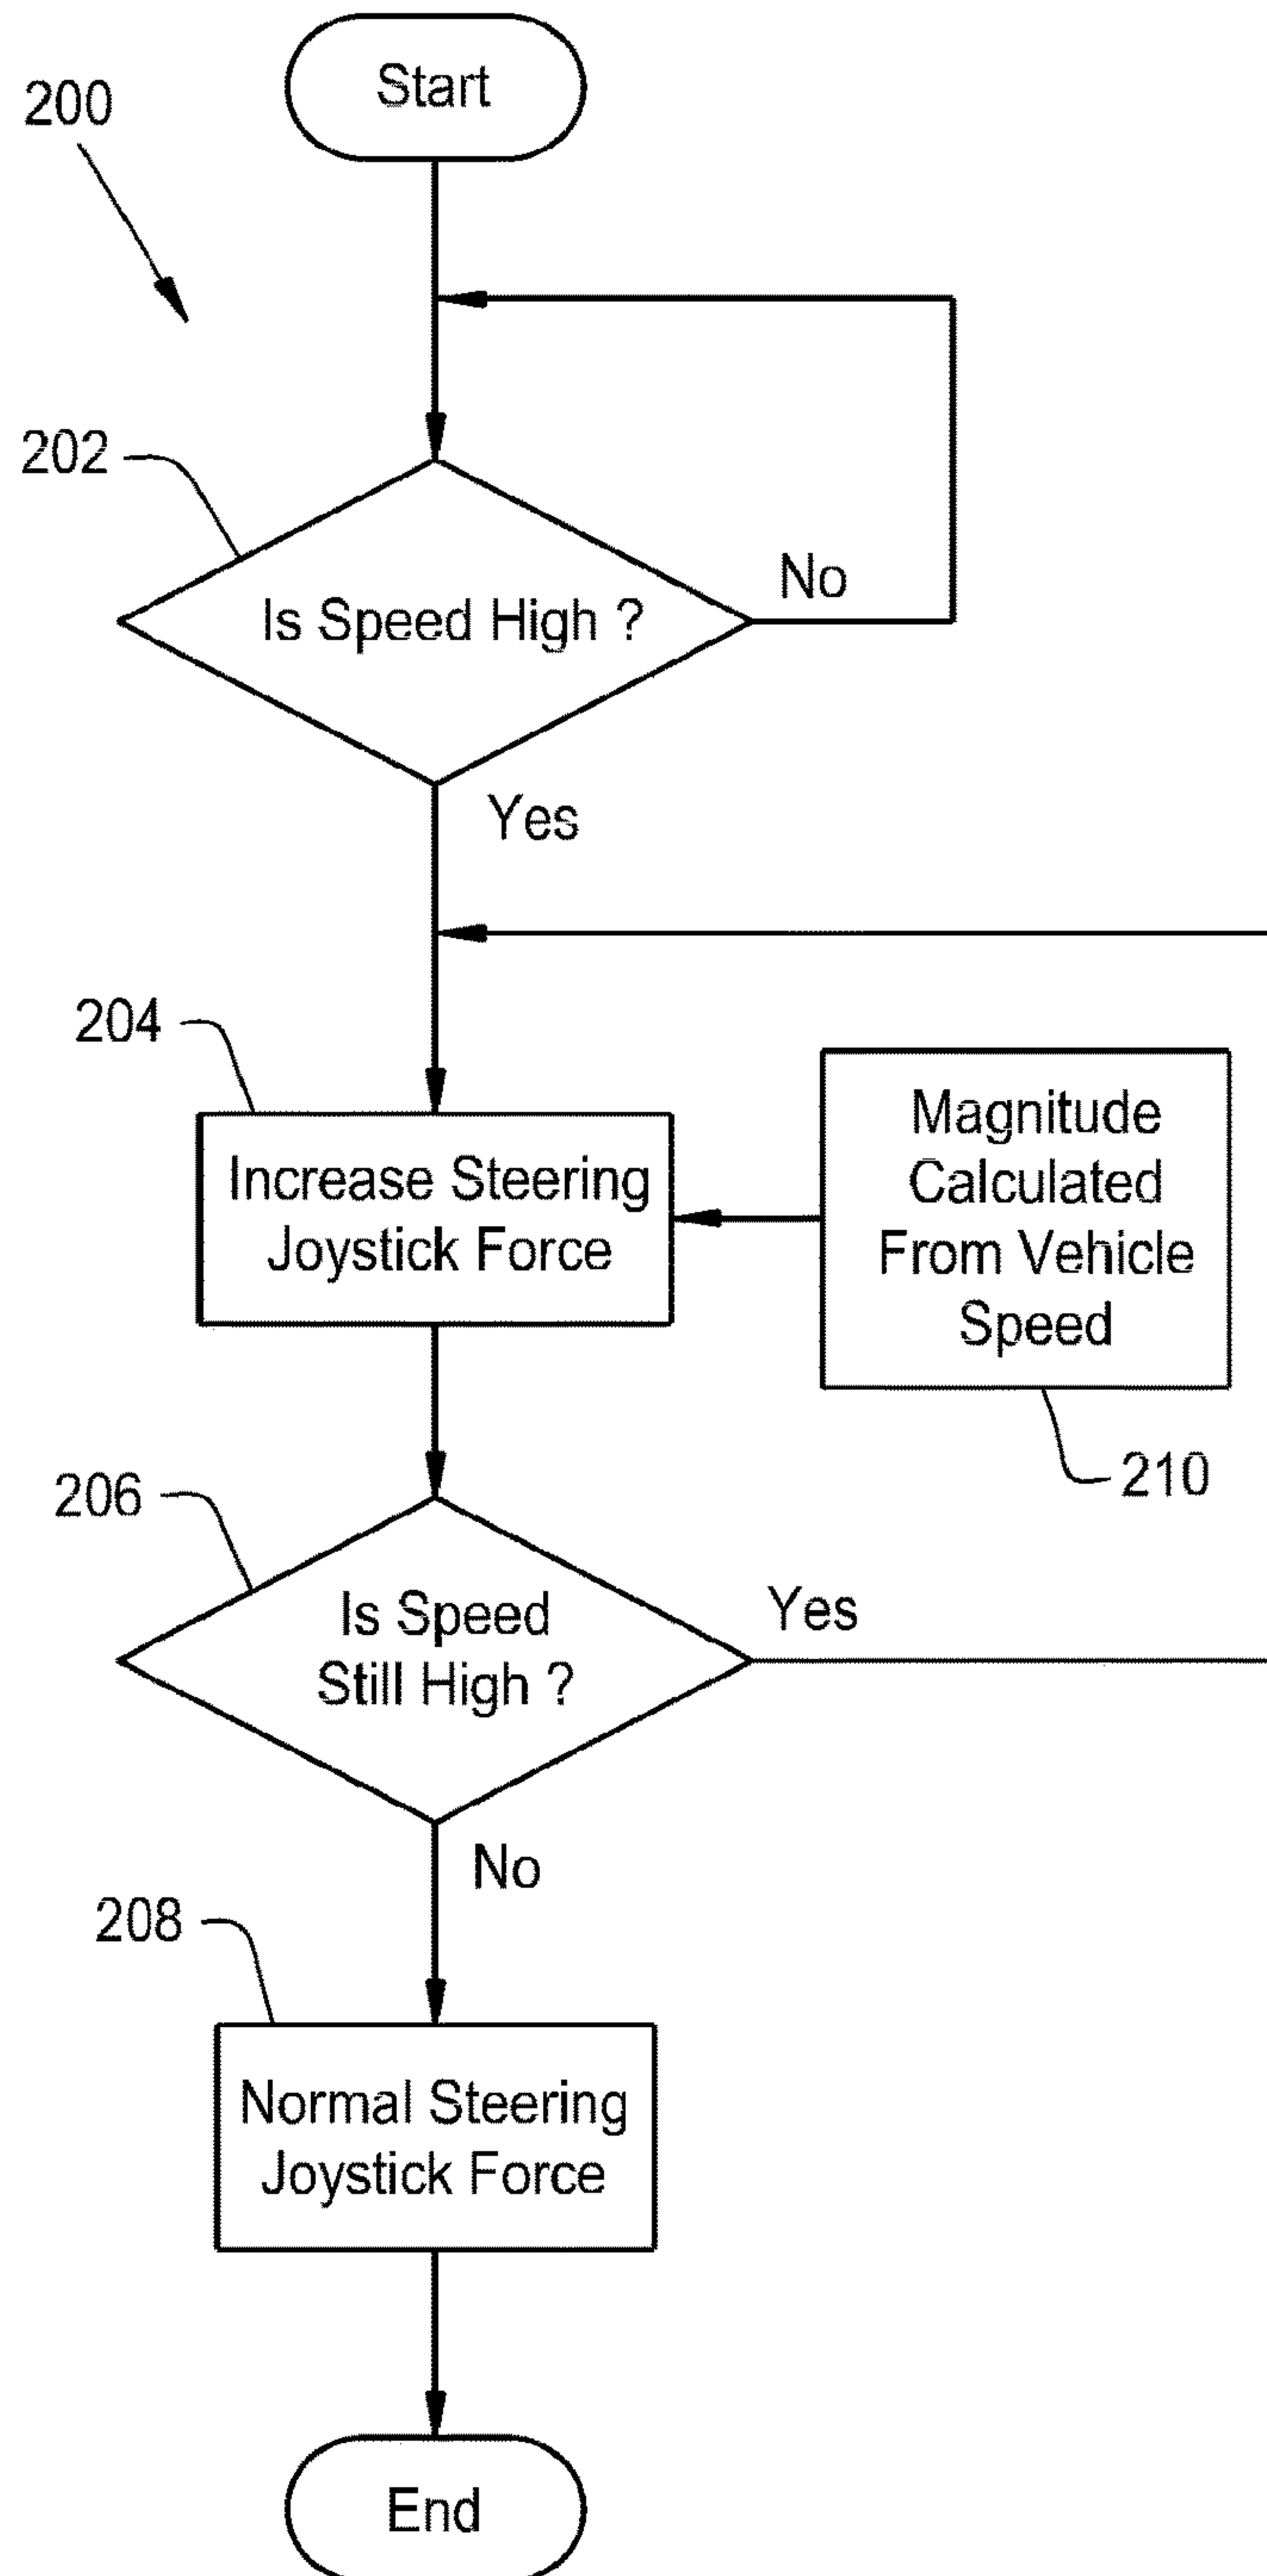 Start
200
202
Is Speed High ?
No
Yes
204
Increase Steering
Joystick Force
Magnitude
Calculated
From Vehicle
Speed
210
206
Is Speed
Still High ?
Yes
No
208
Normal Steering
Joystick Force
End